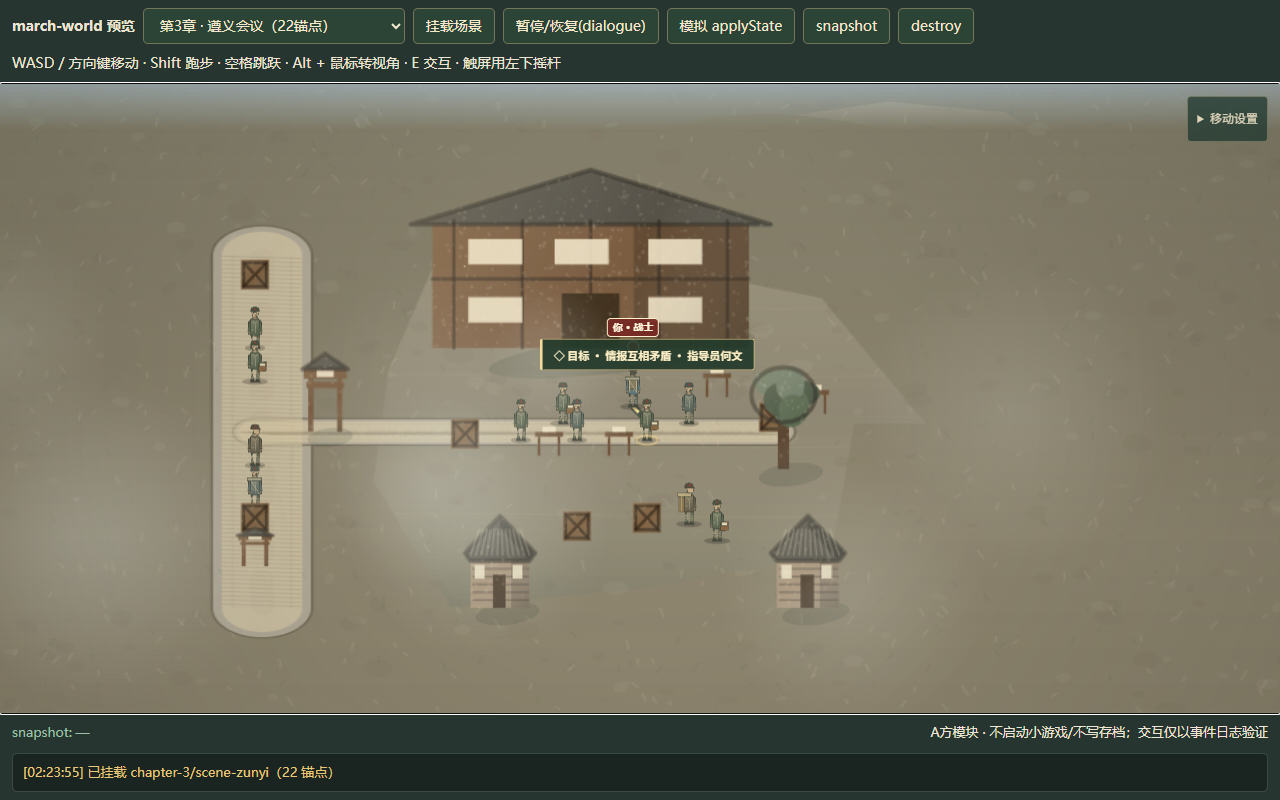 march-world 预览
第3章 · 遵义会议（22锚点）
挂载场景
暂停/恢复(dialogue)
模拟 applyState
snapshot
destroy
WASD / 方向键移动 · Shift 跑步 · 空格跳跃 · Alt + 鼠标转视角 · E 交互 · 触屏用左下摇杆
▶ 移动设置
你·战士
◇ 目标 · 情报互相矛盾 · 指导员何文
snapshot: —
A方模块 · 不启动小游戏/不写存档；交互仅以事件日志验证
[02:23:55] 已挂载 chapter-3/scene-zunyi（22 锚点）